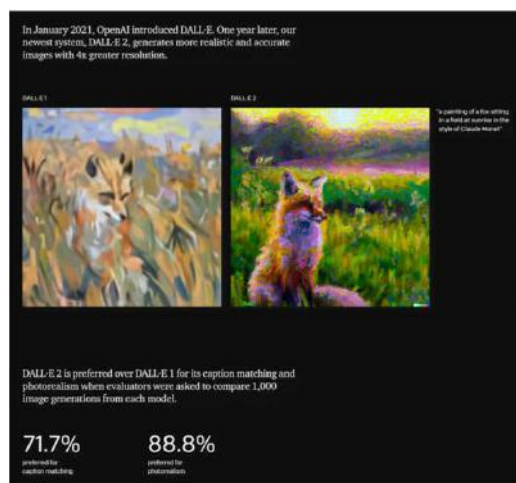 In January 2021, OpenAI introduced DALL·E. One year later, our
newest system, DALL·E 2, generates more realistic and accurate
images with 4x greater resolution.
DALL·E 1
DALL·E 2
"a painting of a fox sitting
in a field at sunrise in the
style of Claude Monet"
DALL·E 2 is preferred over DALL·E 1 for its caption matching and
photorealism when evaluators were asked to compare 1,000
image generations from each model.
71.7%
preferred for
caption matching
88.8%
preferred for
photorealism